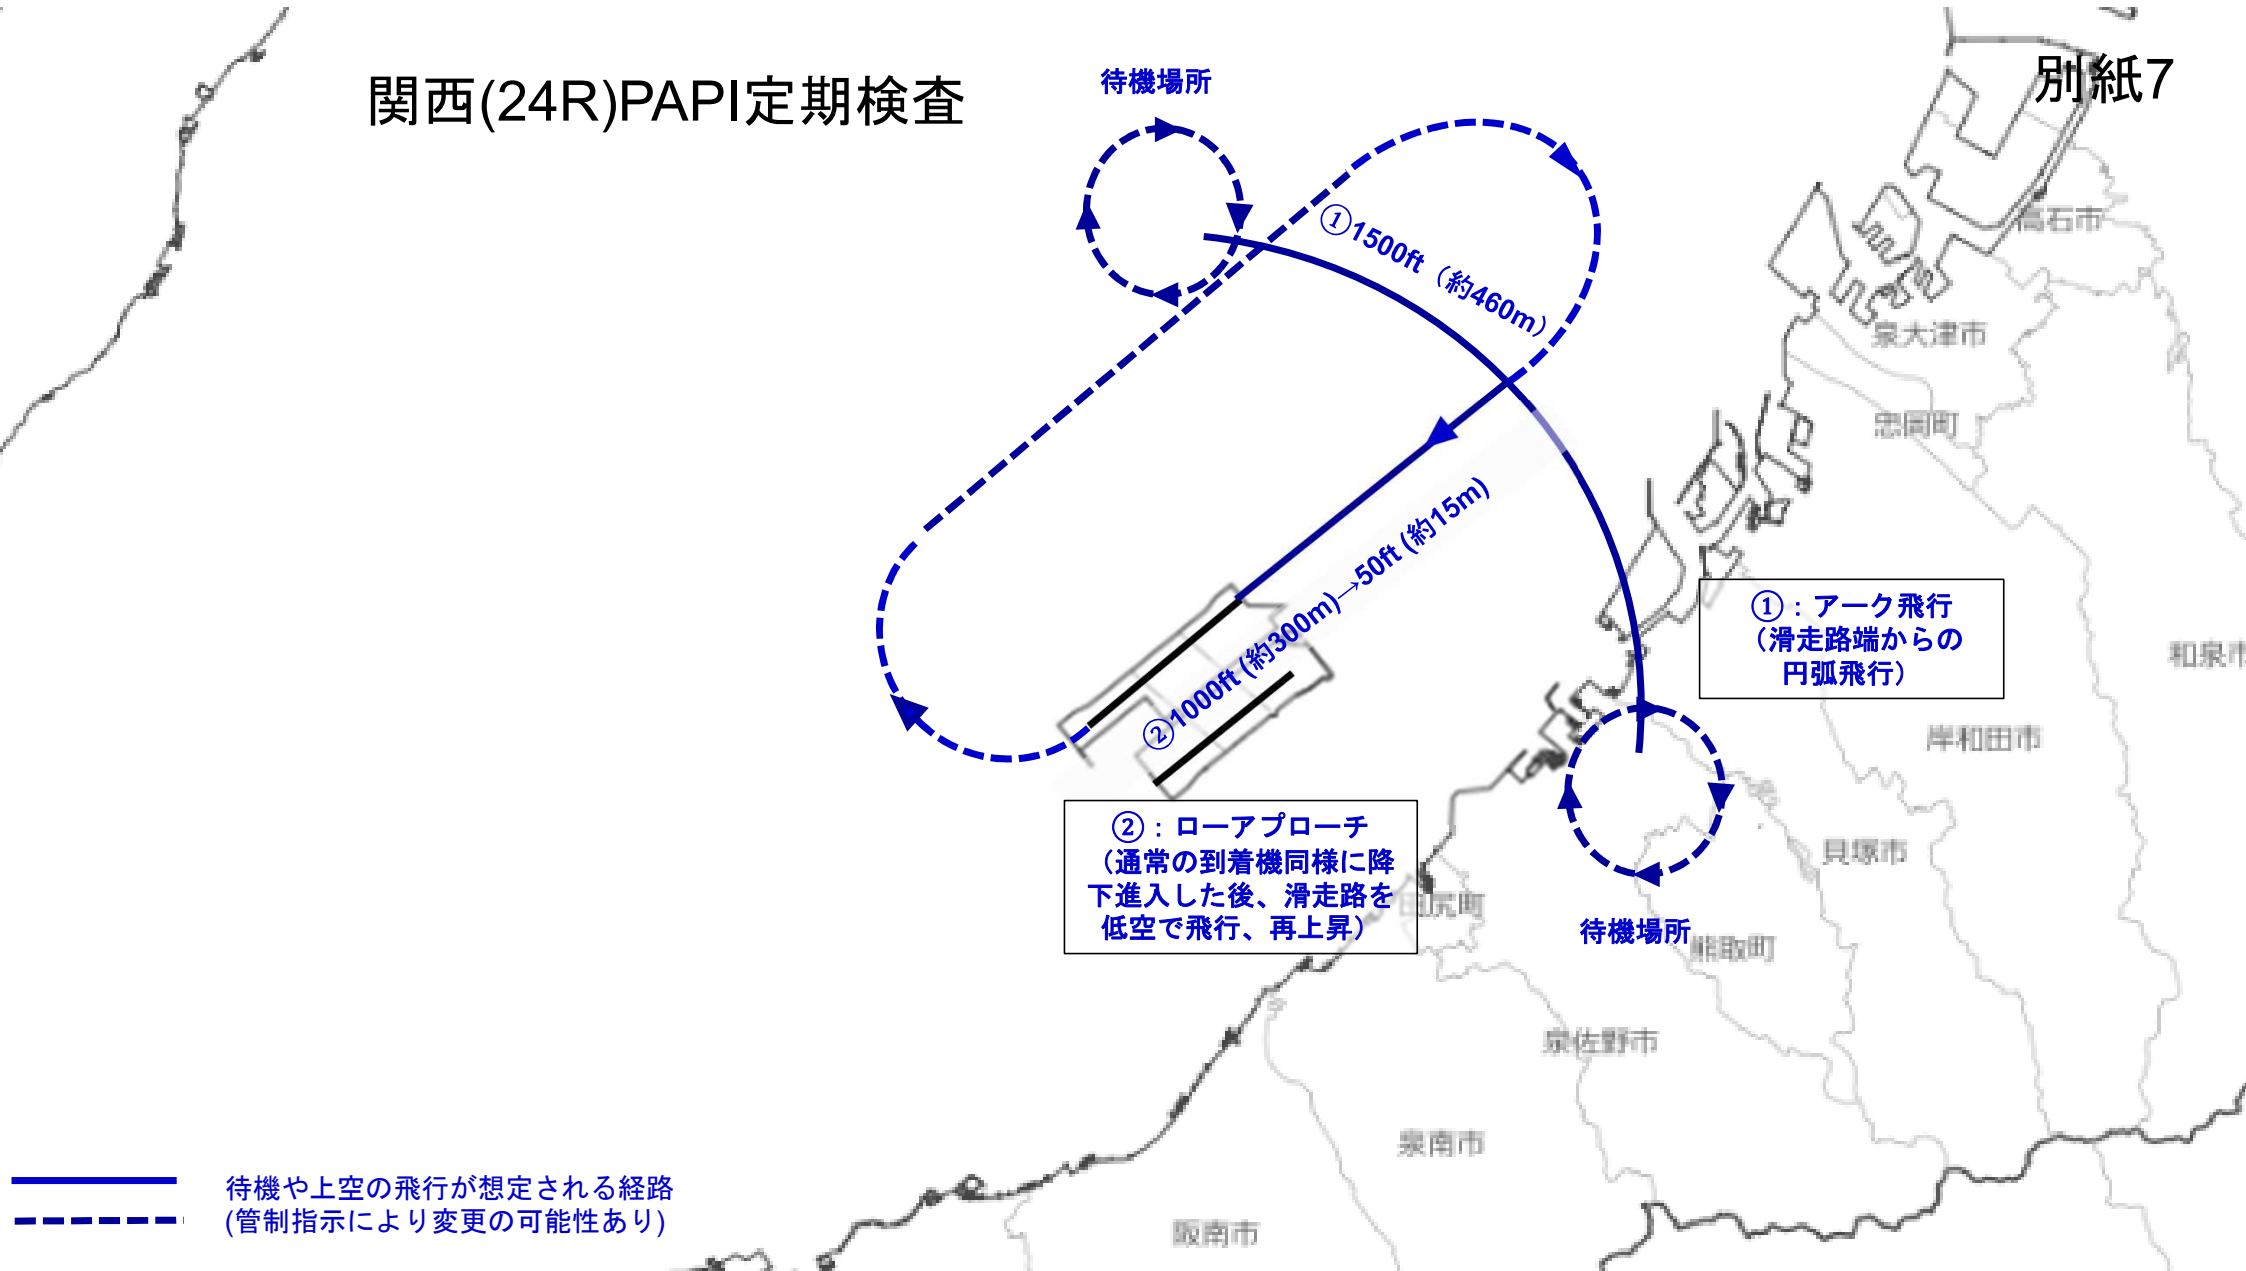 関西(24R)PAPI定期検査
別紙7
待機場所
①1500ft（約460m）
高石市
泉大津市
忠岡町
②1000ft (約300m)→50ft (約15m)
①：アーク飛行
（滑走路端からの
円弧飛行）
和泉市
岸和田市
②：ローアプローチ
（通常の到着機同様に降
下進入した後、滑走路を
低空で飛行、再上昇）
貝塚市
田尻町
待機場所
熊取町
泉佐野市
泉南市
阪南市
待機や上空の飛行が想定される経路
(管制指示により変更の可能性あり)